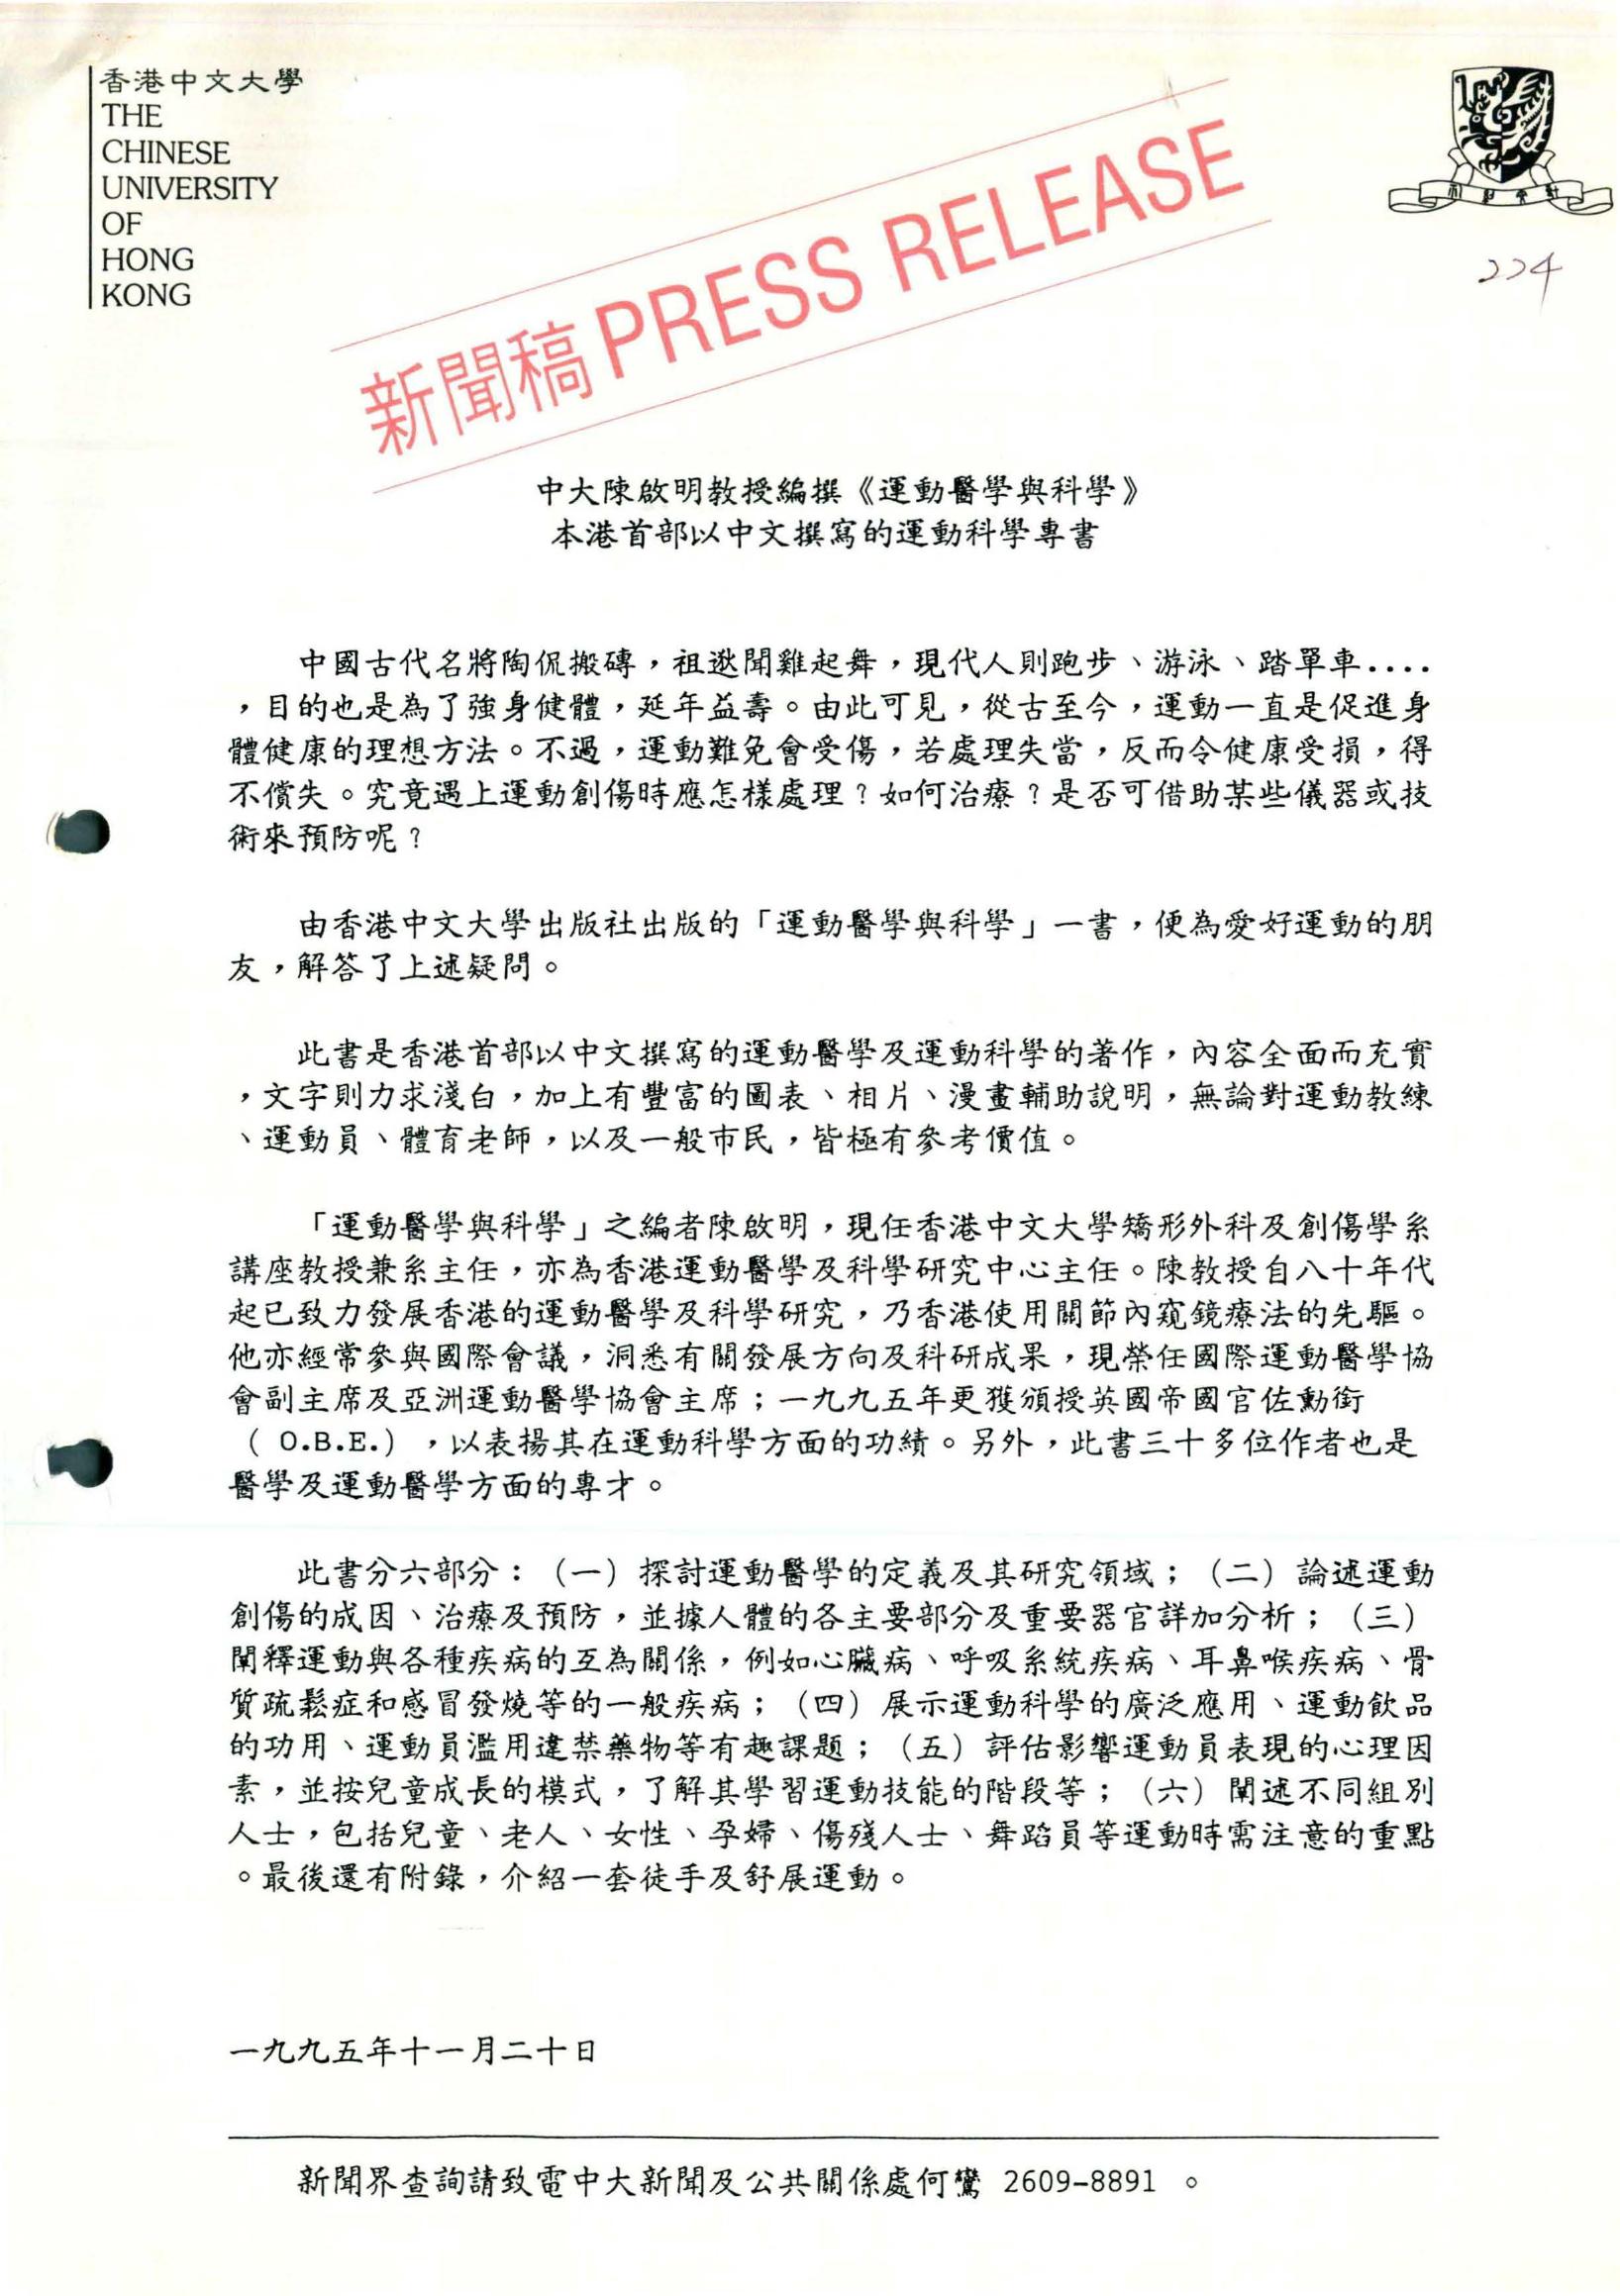 香港中文大學
THE
CHINESE
UNIVERSITY
OF
HONG
KONG
新聞稿 PRESS RELEASE
224
中大陳啟明教授編撰《運動醫學與科學》
本港首部以中文撰寫的運動科學專書
中國古代名將陶侃搬磚，祖逖聞雞起舞，現代人則跑步、游泳、踏單車....
，目的也是為了強身健體，延年益壽。由此可見，從古至今，運動一直是促進身
體健康的理想方法。不過，運動難免會受傷，若處理失當，反而令健康受損，得
不償失。究竟遇上運動創傷時應怎樣處理？如何治療？是否可借助某些儀器或技
術來預防呢？
由香港中文大學出版社出版的「運動醫學與科學」一書，便為愛好運動的朋
友，解答了上述疑問。
此書是香港首部以中文撰寫的運動醫學及運動科學的著作，內容全面而充實
，文字則力求淺白，加上有豐富的圖表、相片、漫畫輔助說明，無論對運動教練
、運動員、體育老師，以及一般市民，皆極有參考價值。
「運動醫學與科學」之編者陳啟明，現任香港中文大學矯形外科及創傷學系
講座教授兼系主任，亦為香港運動醫學及科學研究中心主任。陳教授自八十年代
起已致力發展香港的運動醫學及科學研究，乃香港使用關節內窺鏡療法的先驅。
他亦經常參與國際會議，洞悉有關發展方向及科研成果，現榮任國際運動醫學協
會副主席及亞洲運動醫學協會主席；一九九五年更獲頒授英國帝國官佐勳銜
（ O.B.E.），以表揚其在運動科學方面的功績。另外，此書三十多位作者也是
醫學及運動醫學方面的專才。
此書分六部分：（一）探討運動醫學的定義及其研究領域；（二）論述運動
創傷的成因、治療及預防，並據人體的各主要部分及重要器官詳加分析；（三）
闡釋運動與各種疾病的互為關係，例如心臟病、呼吸系統疾病、耳鼻喉疾病、骨
質疏鬆症和感冒發燒等的一般疾病；（四）展示運動科學的廣泛應用、運動飲品
的功用、運動員濫用違禁藥物等有趣課題；（五）評估影響運動員表現的心理因
素，並按兒童成長的模式，了解其學習運動技能的階段等；（六）闡述不同組別
人士，包括兒童、老人、女性、孕婦、傷殘人士、舞蹈員等運動時需注意的重點
。最後還有附錄，介紹一套徒手及舒展運動。
一九九五年十一月二十日
新聞界查詢請致電中大新聞及公共關係處何鸞 2609-8891 。